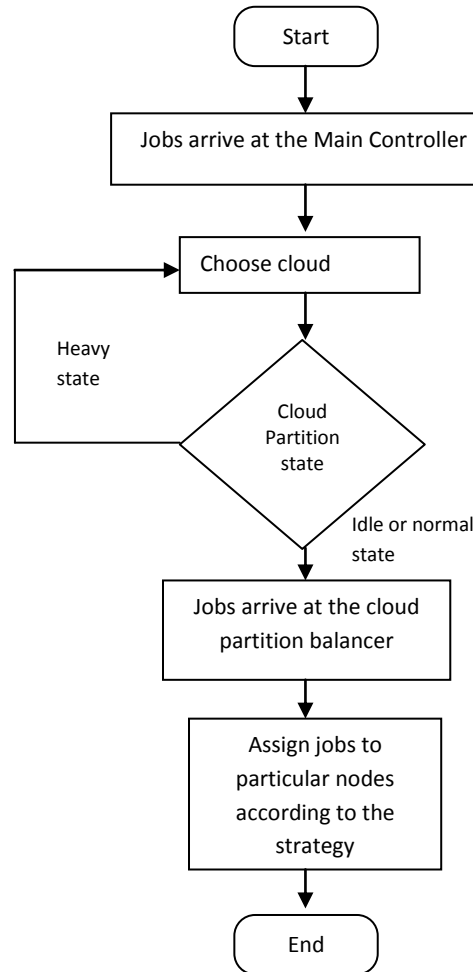 Start
Jobs arrive at the Main Controller
Choose cloud
Heavy
state
Cloud
Partition
state
Idle or normal
state
Jobs arrive at the cloud
partition balancer
Assign jobs to
particular nodes
according to the
strategy
End